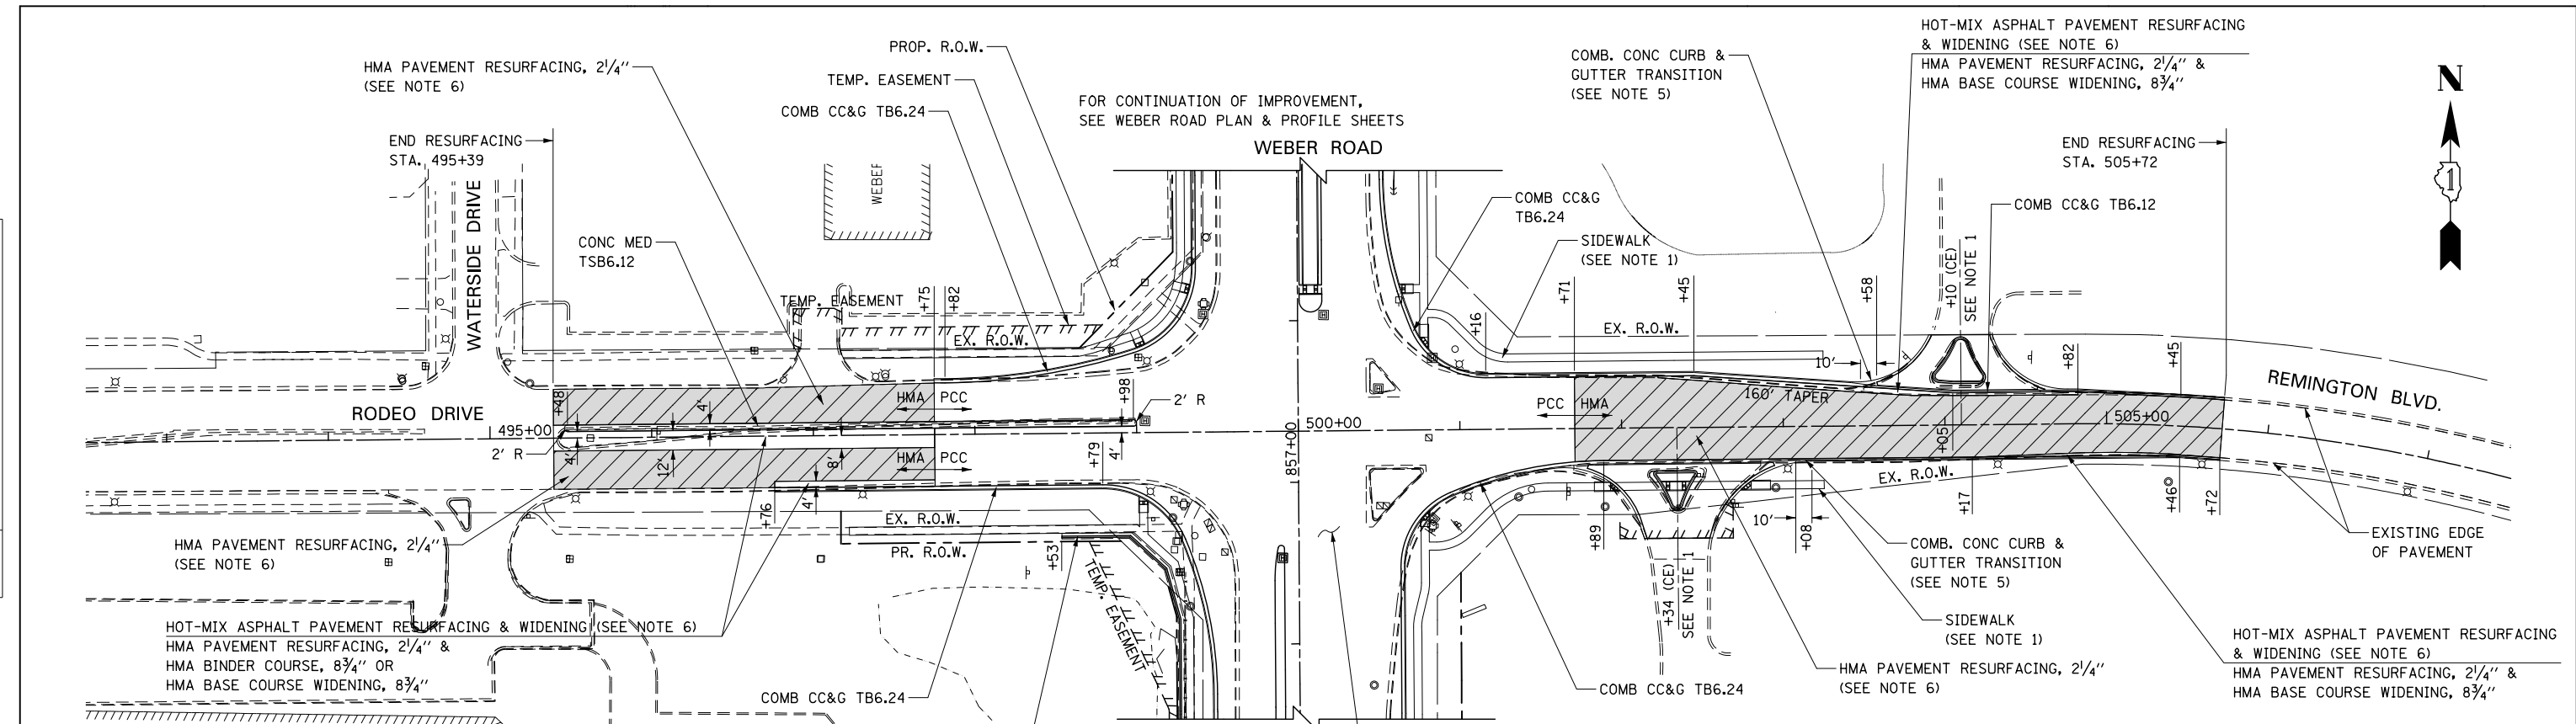 HOT-MIX ASPHALT PAVEMENT RESURFACING
& WIDENING (SEE NOTE 6)
HMA PAVEMENT RESURFACING, 2¼" &
HMA BASE COURSE WIDENING, 8¾"
PROP. R.O.W.
COMB. CONC CURB &
GUTTER TRANSITION
(SEE NOTE 5)
HMA PAVEMENT RESURFACING, 2¼"
(SEE NOTE 6)
TEMP. EASEMENT
COMB CC&G TB6.24
FOR CONTINUATION OF IMPROVEMENT,
SEE WEBER ROAD PLAN & PROFILE SHEETS
WEBER ROAD
N
1
END RESURFACING
STA. 495+39
END RESURFACING
STA. 505+72
WEBER
WATERSIDE DRIVE
COMB CC&G
TB6.24
COMB CC&G TB6.12
CONC MED
TSB6.12
SIDEWALK
(SEE NOTE 1)
+10 (CE)
SEE NOTE 1
TEMP. EASEMENT
+75
+82
+71
+45
+58
+16
EX. R.O.W.
EX. R.O.W.
10'
+82
+45
REMINGTON BLVD.
RODEO DRIVE
+48
4'
HMA
PCC
+98
2' R
PCC
HMA
160' TAPER
495+00
500+00
505+00
2' R
4'
12'
8'
HMA
PCC
+79
4'
857+00
+05
+76
4'
EX. R.O.W.
EX. R.O.W.
+17
+46
+72
PR. R.O.W.
+53
TEMP. EASEMENT
+89
10'
+08
+34 (CE)
SEE NOTE 1
EXISTING EDGE
OF PAVEMENT
HMA PAVEMENT RESURFACING, 2¼"
(SEE NOTE 6)
COMB. CONC CURB &
GUTTER TRANSITION
(SEE NOTE 5)
SIDEWALK
(SEE NOTE 1)
HOT-MIX ASPHALT PAVEMENT RESURFACING & WIDENING (SEE NOTE 6)
HMA PAVEMENT RESURFACING, 2¼" &
HMA BINDER COURSE, 8¾" OR
HMA BASE COURSE WIDENING, 8¾"
COMB CC&G TB6.24
COMB CC&G TB6.24
HMA PAVEMENT RESURFACING, 2¼"
(SEE NOTE 6)
HOT-MIX ASPHALT PAVEMENT RESURFACING
& WIDENING (SEE NOTE 6)
HMA PAVEMENT RESURFACING, 2¼" &
HMA BASE COURSE WIDENING, 8¾"